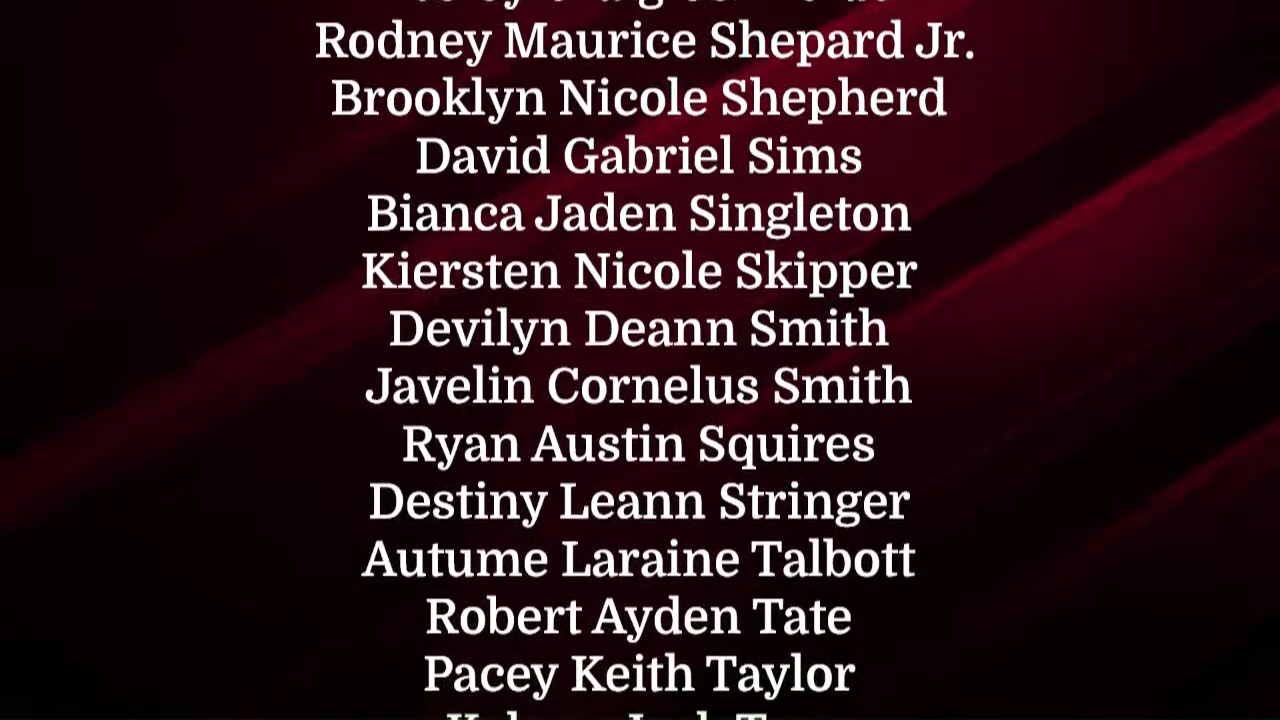 Rodney Maurice Shepard Jr.
Brooklyn Nicole Shepherd
David Gabriel Sims
Bianca Jaden Singleton
Kiersten Nicole Skipper
Devilyn Deann Smith
Javelin Cornelus Smith
Ryan Austin Squires
Destiny Leann Stringer
Autume Laraine Talbott
Robert Ayden Tate
Pacey Keith Taylor